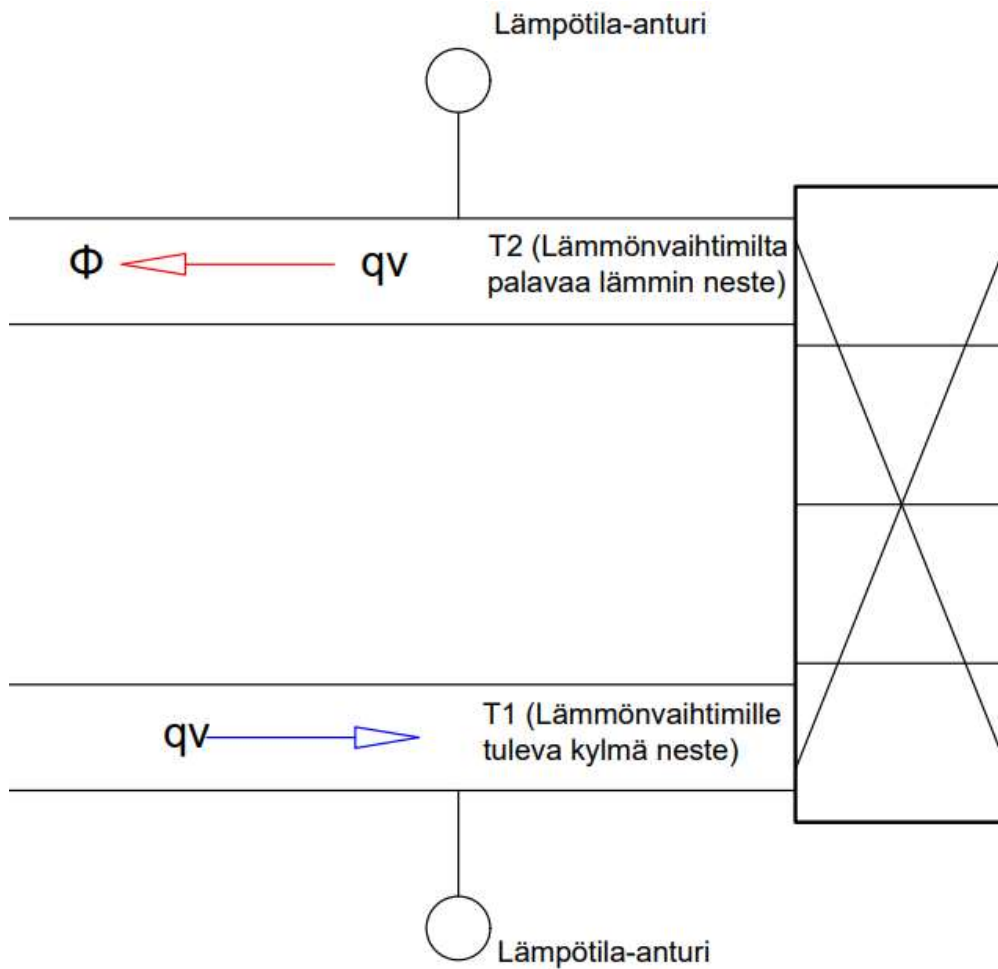 Lämpötila-anturi
Φ
qv
T2 (Lämmönvaihtimilta
palavaa lämmin neste)
qv
T1 (Lämmönvaihtimille
tuleva kylmä neste)
Lämpötila-anturi